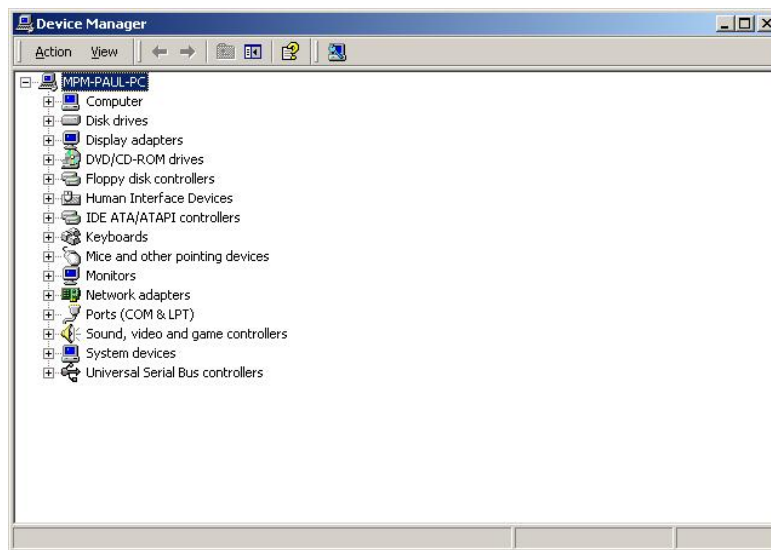 Device Manager
Action View
MPM-PAUL-PC
Computer
Disk drives
Display adapters
DVD/CD-ROM drives
Floppy disk controllers
Human Interface Devices
IDE ATA/ATAPI controllers
Keyboards
Mice and other pointing devices
Monitors
Network adapters
Ports (COM & LPT)
Sound, video and game controllers
System devices
Universal Serial Bus controllers